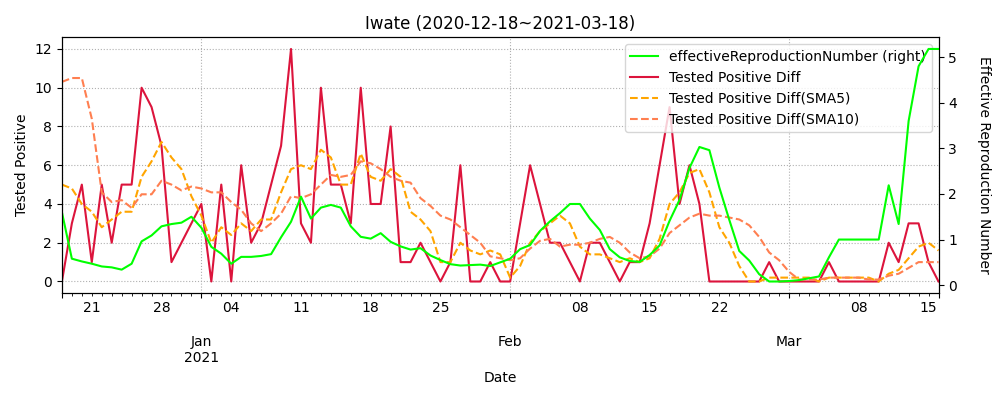 Iwate (2020-12-18~2021-03-18)
effectiveReproductionNumber (right)
Tested Positive Diff
Tested Positive Diff(SMA5)
Tested Positive Diff(SMA10)
Tested Positive
12
10
8
6
4
2
0
Effective Reproduction Number
5
4
3
2
1
0
21 28 04 11 18 25 08 15 22 08 15
Jan Feb Mar
2021
Date